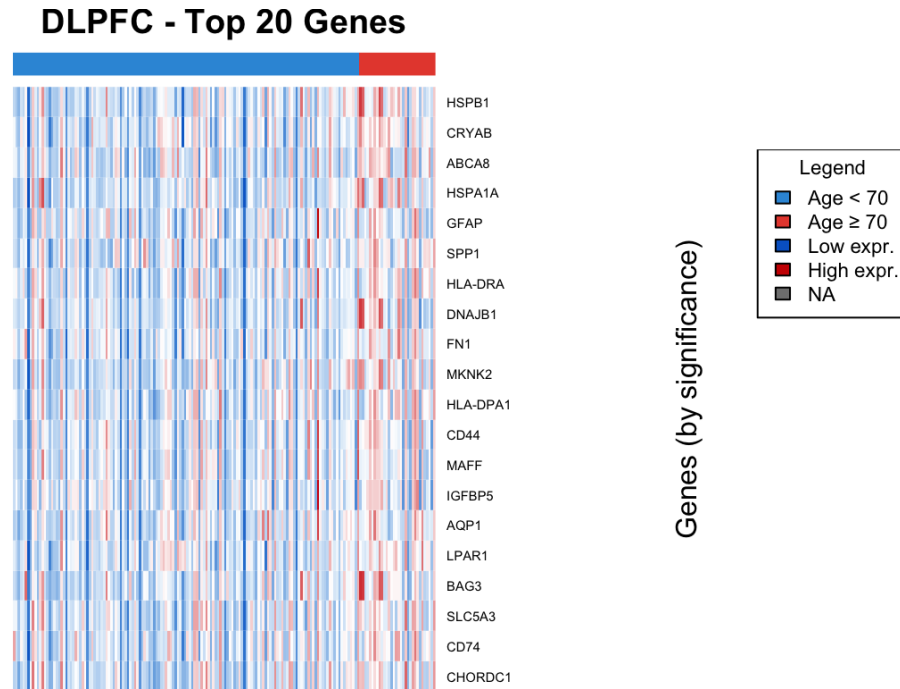 DLPFC - Top 20 Genes
HSPB1
CRYAB
ABCA8
HSPA1A
GFAP
SPP1
HLA-DRA
DNAJB1
FN1
MKNK2
HLA-DPA1
CD44
MAFF
IGFBP5
AQP1
LPAR1
BAG3
SLC5A3
CD74
CHORDC1
Genes (by significance)
Legend
Age < 70
Age ≥ 70
Low expr.
High expr.
NA